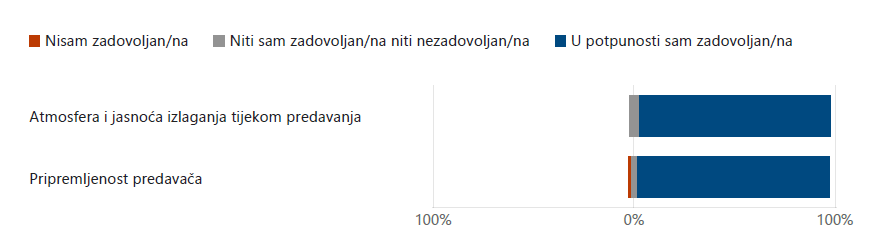 Nisam zadovoljan/na Niti sam zadovoljan/na niti nezadovoljan/na U potpunosti sam zadovoljan/na
Atmosfera i jasnoća izlaganja tijekom predavanja
Pripremljenost predavača
100% 0% 100%